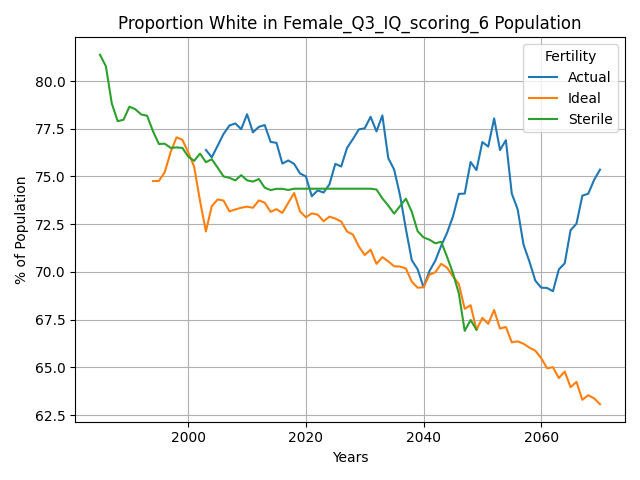 Proportion White in Female_Q3_IQ_scoring_6 Population
Fertility
Actual
Ideal
Sterile
% of Population
80.0
77.5
75.0
72.5
70.0
67.5
65.0
62.5
2000
2020
2040
2060
Years